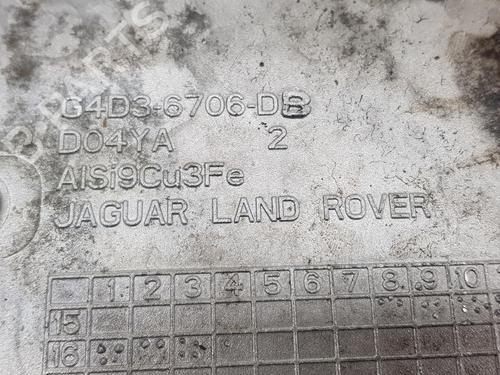 G4D3-6706-DB
D04YA 2
AlSi9Cu3Fe
JAGUAR LAND ROVER
1 2 3 4 5 6 7 8 9 10
15
16